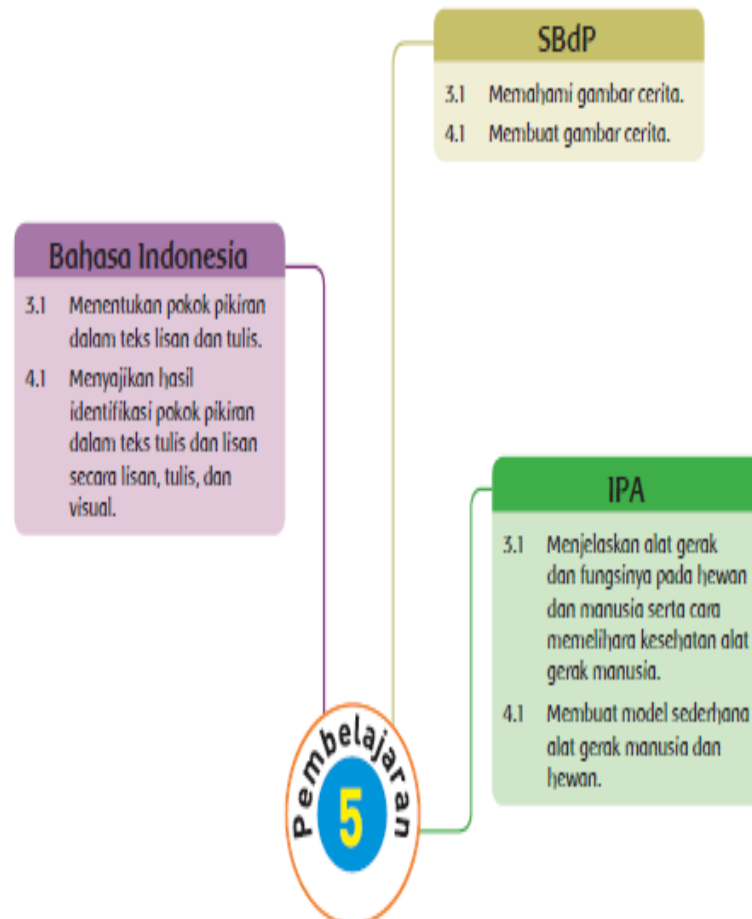 SBdP
3.1 Memahami gambar cerita.
4.1 Membuat gambar cerita.
Bahasa Indonesia
3.1 Menentukan pokok pikiran
dalam teks lisan dan tulis.
4.1 Menyajikan hasil
identifikasi pokok pikiran
dalam teks tulis dan lisan
secara lisan, tulis, dan
visual.
IPA
3.1 Menjelaskan alat gerak
dan fungsinya pada hewan
dan manusia serta cara
memelihara kesehatan alat
gerak manusia.
4.1 Membuat model sederhana
alat gerak manusia dan
hewan.
Pembelajaran
5